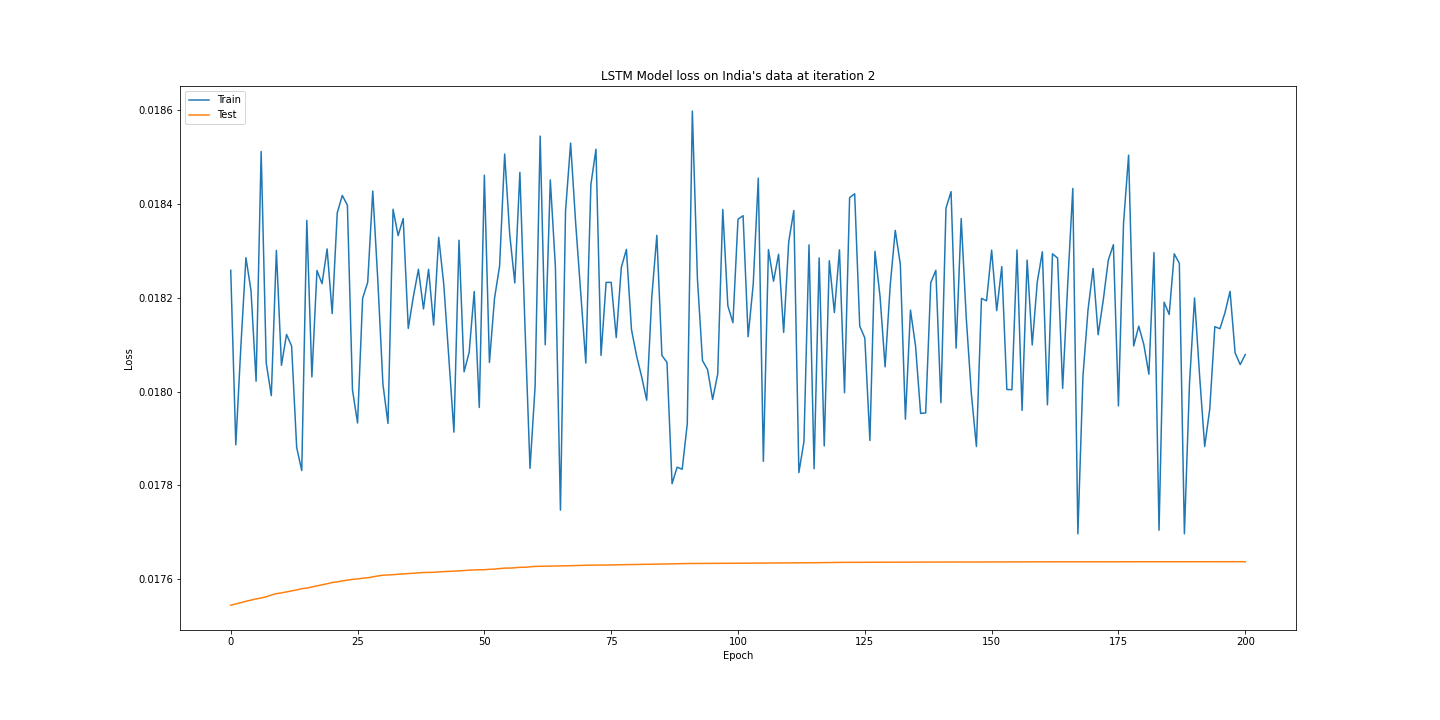 LSTM Model loss on India's data at iteration 2
Train
Test
0.0186
0.0184
0.0182
0.0180
0.0178
0.0176
Loss
0 25 50 75 100 125 150 175 200
Epoch